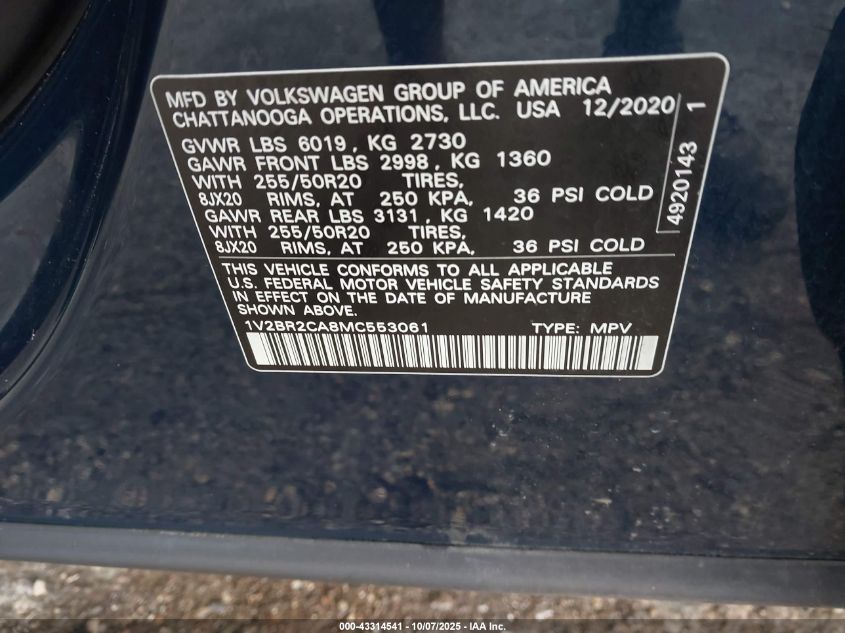 MFD BY VOLKSWAGEN GROUP OF AMERICA
CHATTANOOGA OPERATIONS, LLC. USA 12/2020
GVWR LBS 6019, KG 2730
GAWR FRONT LBS 2998, KG 1360
WITH 255/50R20 TIRES,
8JX20 RIMS, AT 250 KPA, 36 PSI COLD
GAWR REAR LBS 3131, KG 1420
WITH 255/50R20 TIRES,
8JX20 RIMS, AT 250 KPA, 36 PSI COLD
4920143 1
THIS VEHICLE CONFORMS TO ALL APPLICABLE
U.S. FEDERAL MOTOR VEHICLE SAFETY STANDARDS
IN EFFECT ON THE DATE OF MANUFACTURE
SHOWN ABOVE.
1V2BR2CA8MC553061 TYPE: MPV
000-43314541 - 10/07/2025 - IAA Inc.